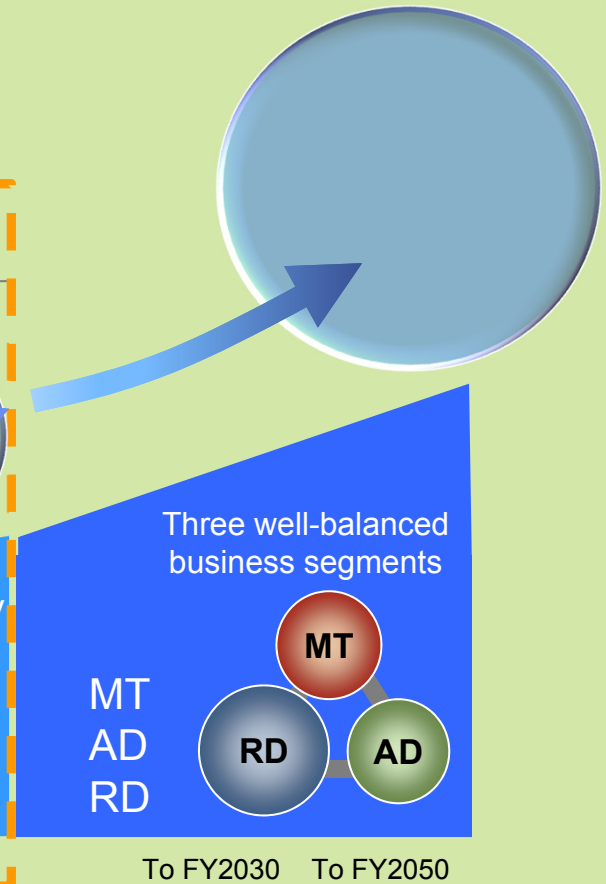 Three well-balanced
business segments
MT
MT
AD
RD
RD
AD
To FY2030
To FY2050